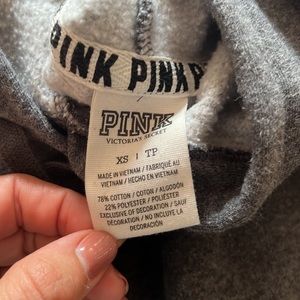 PINK PINK P
PINK
VICTORIA'S SECRET
XS | TP
MADE IN VIETNAM / FABRIQUÉ AU
VIETNAM / HECHO EN VIETNAM
78% COTTON / COTON / ALGODÓN
22% POLYESTER / POLIÉSTER
EXCLUSIVE OF DECORATION / SAUF
DÉCORATION / NO INCLUYE LA
DECORACIÓN